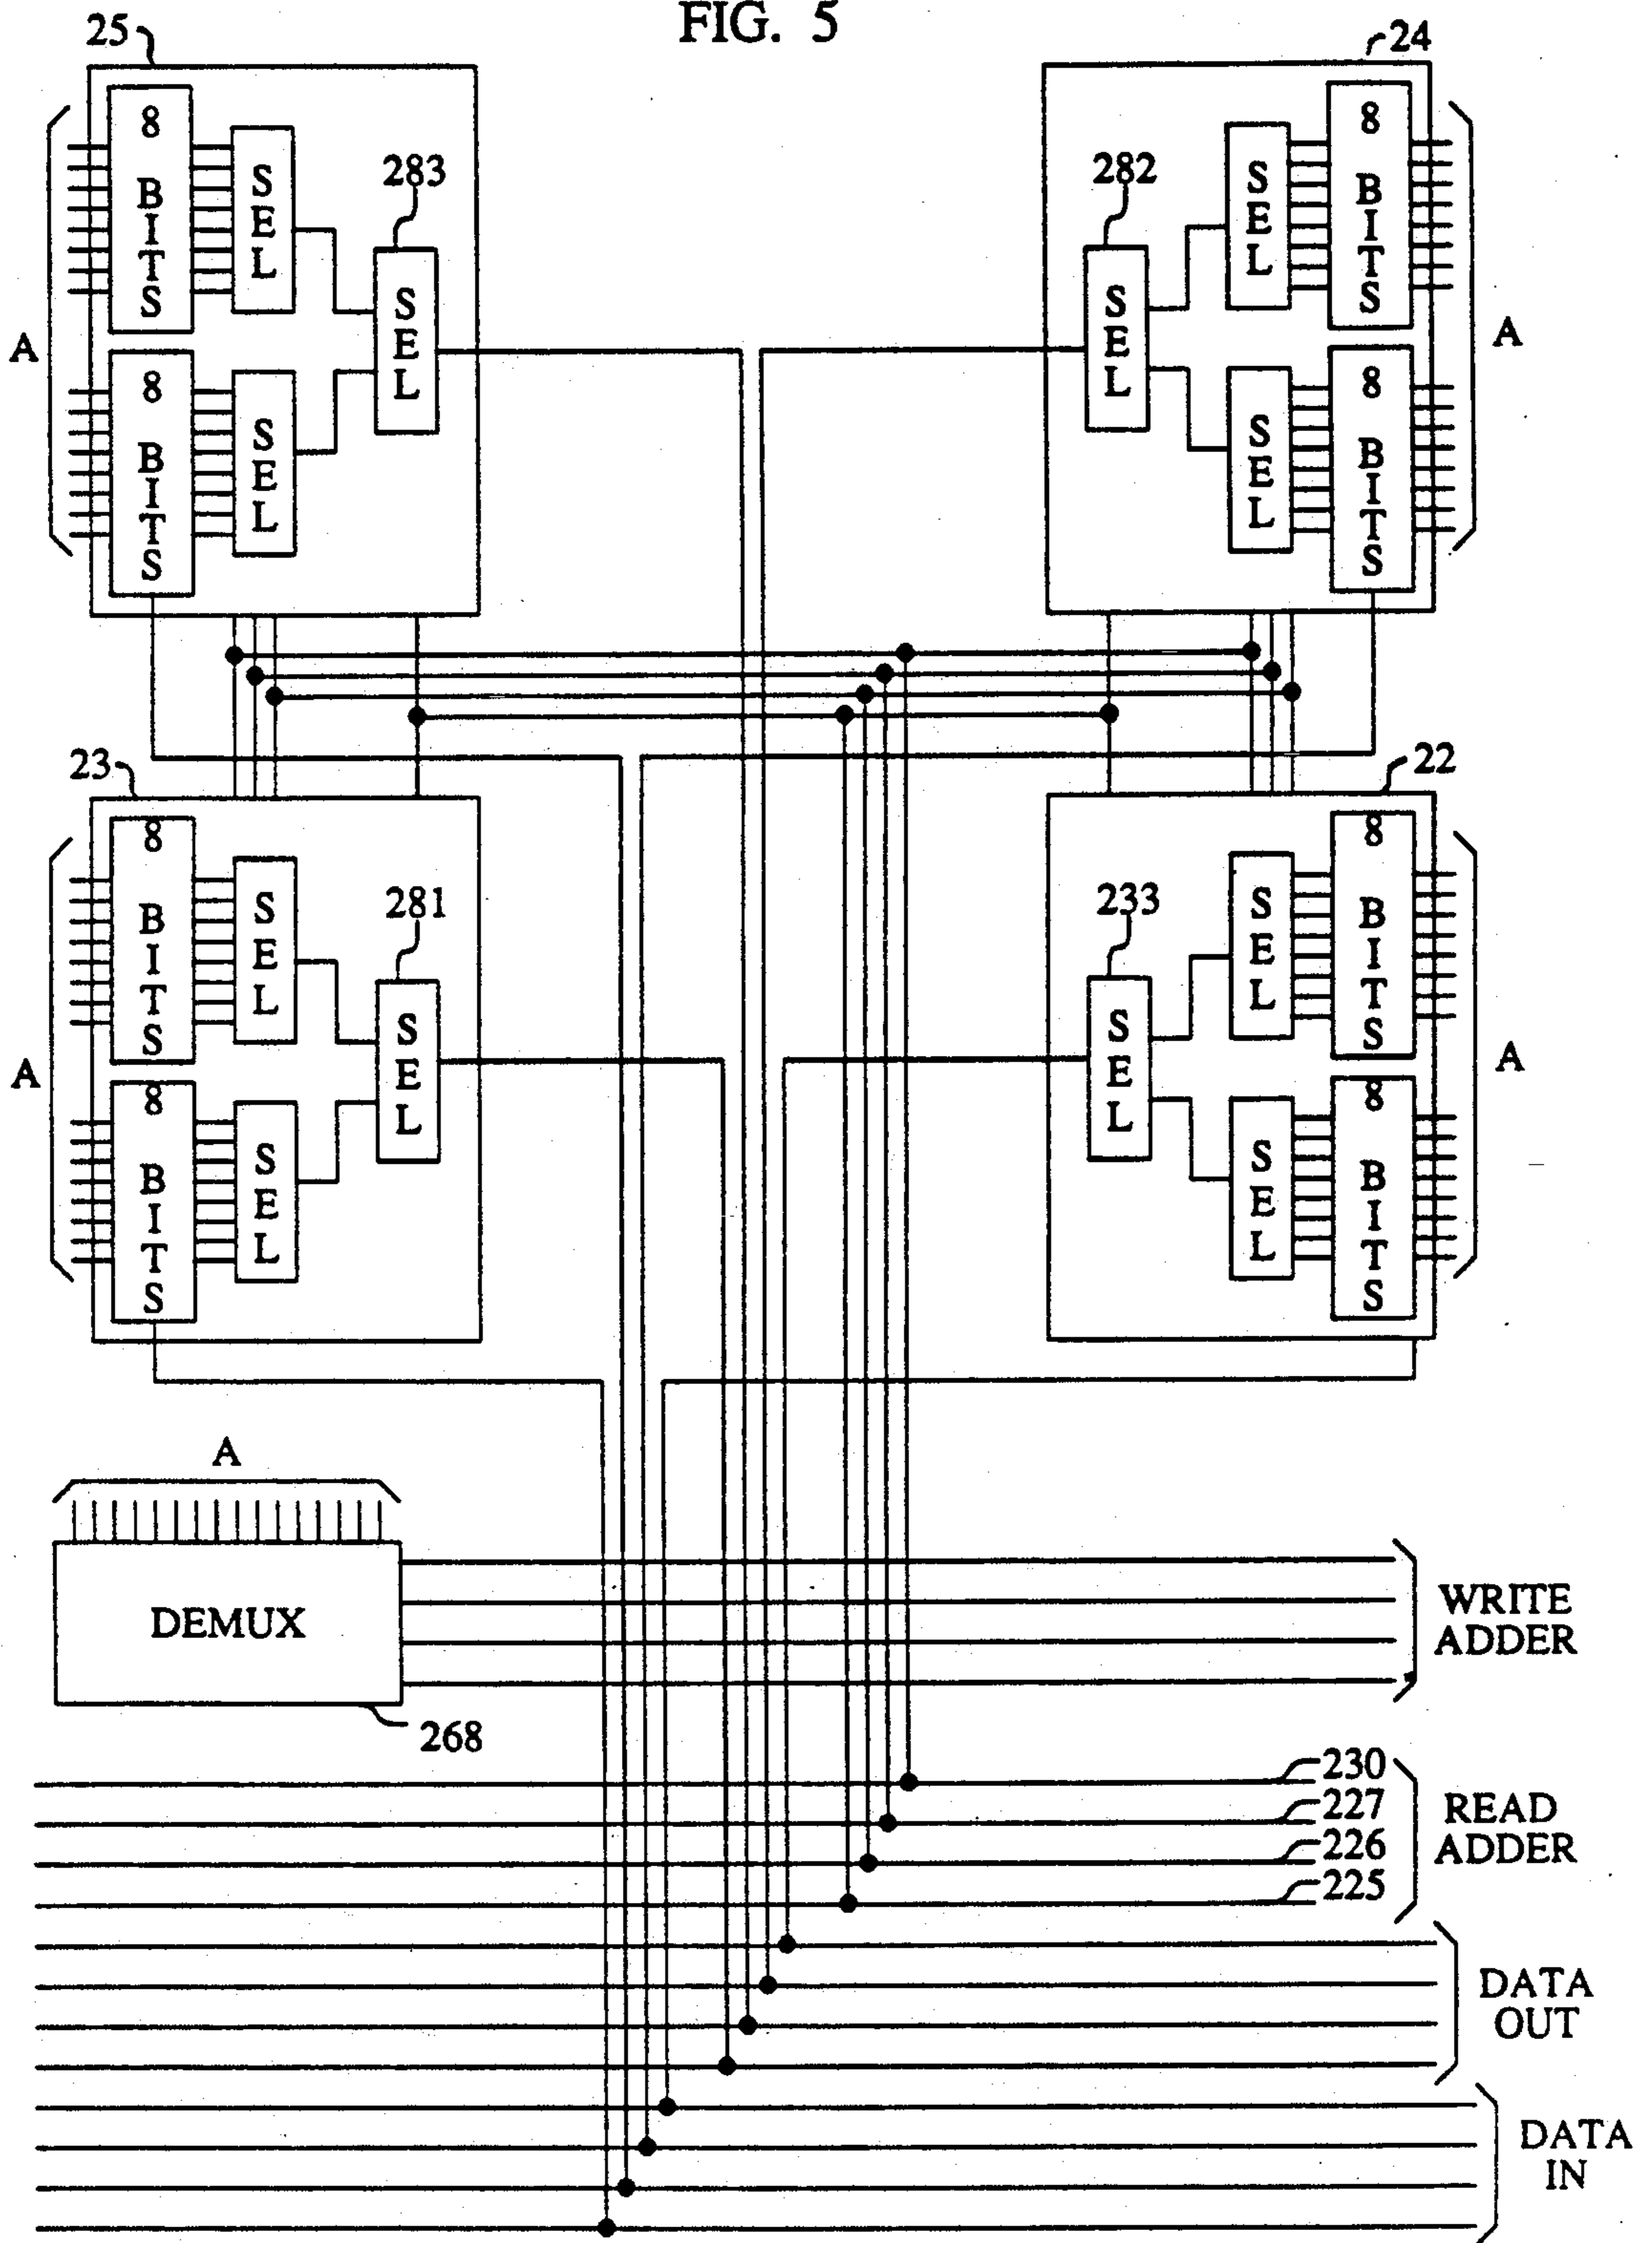 FIG. 5
25
24
8 BITS
SEL
283
SEL
282
SEL
SEL
8 BITS
A
A
8 BITS
SEL
SEL
8 BITS
23
22
8 BITS
SEL
281
SEL
233
SEL
SEL
8 BITS
A
A
8 BITS
SEL
SEL
8 BITS
A
DEMUX
268
WRITE
ADDER
230
227
226
225
READ
ADDER
DATA
OUT
DATA
IN